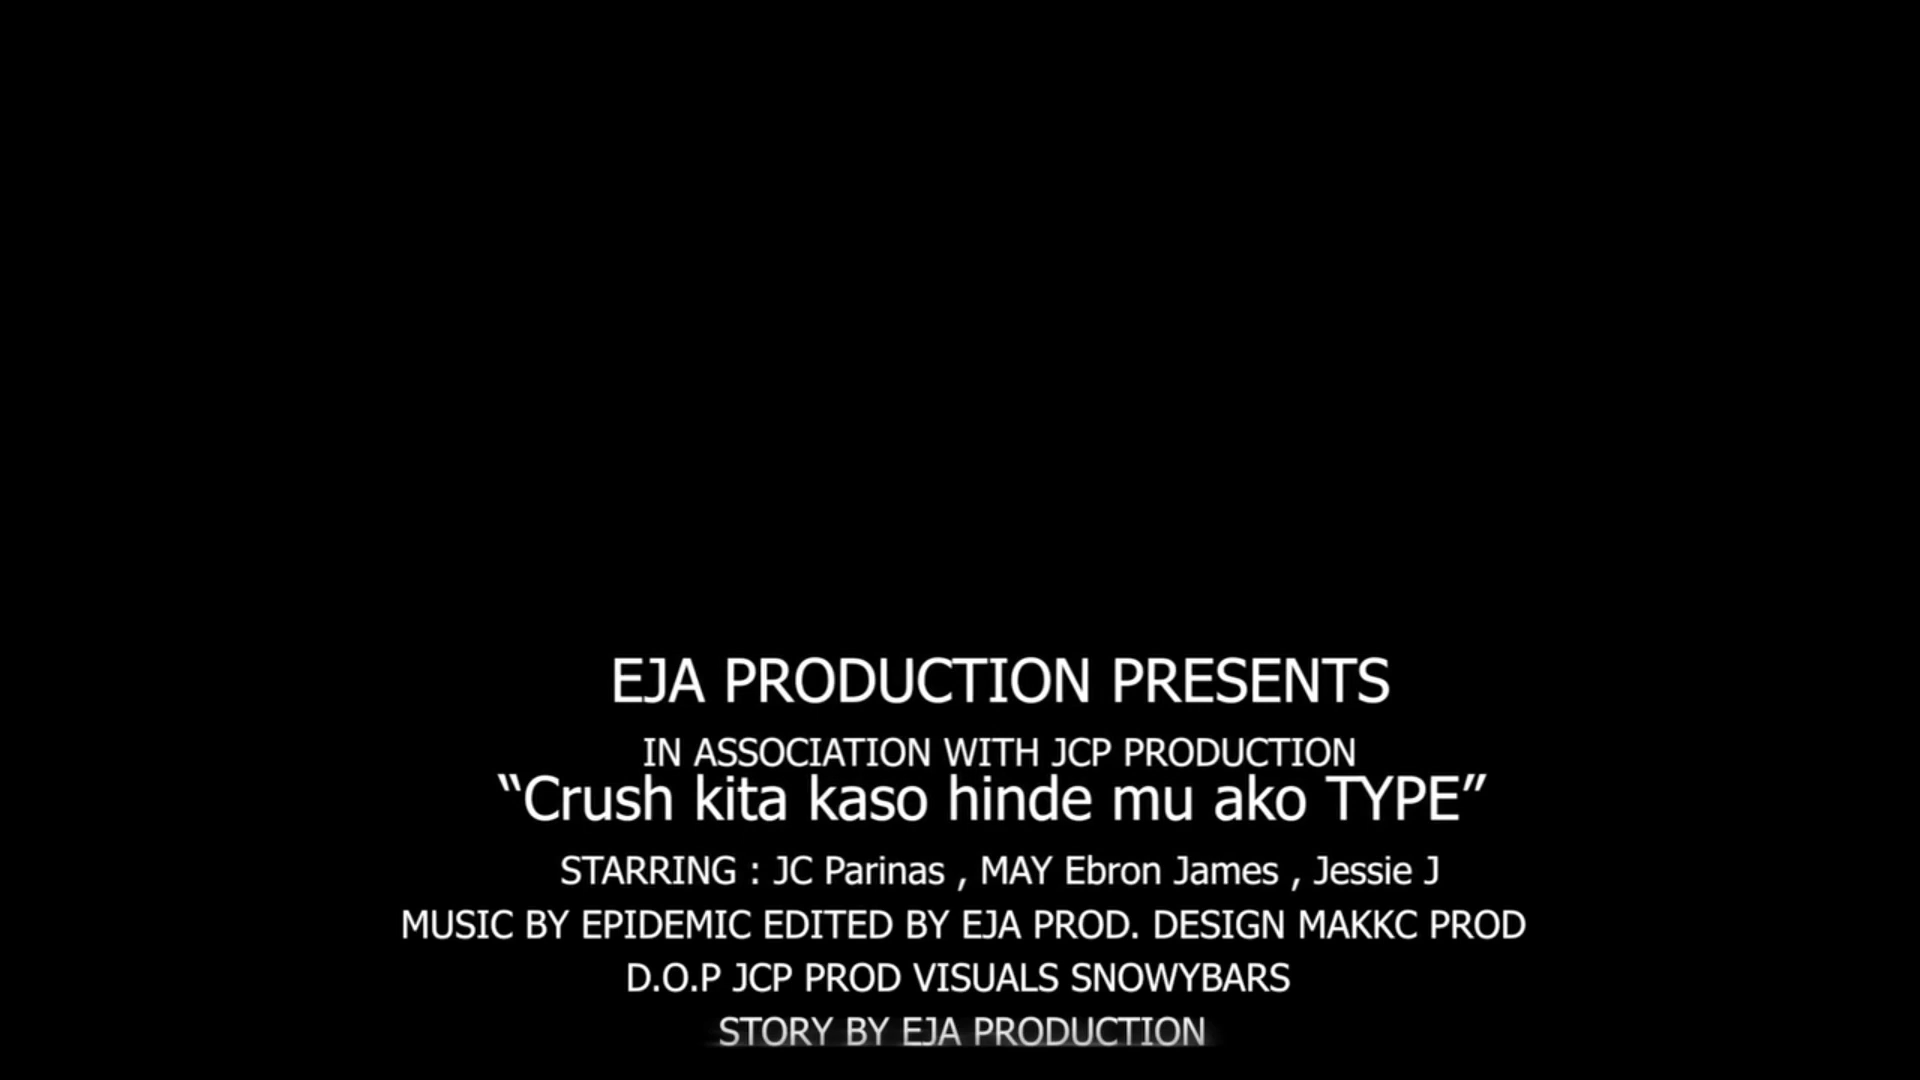 EJA PRODUCTION PRESENTS
IN ASSOCIATION WITH JCP PRODUCTION
“Crush kita kaso hinde mu ako TYPE”
STARRING : JC Parinas , MAY Ebron James , Jessie J
MUSIC BY EPIDEMIC EDITED BY EJA PROD. DESIGN MAKKC PROD
D.O.P JCP PROD VISUALS SNOWYBARS
STORY BY EJA PRODUCTION